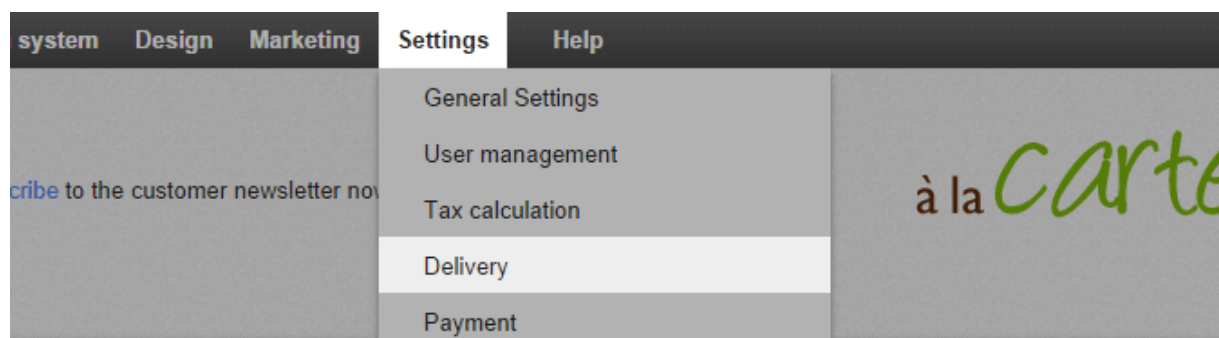 system Design Marketing Settings Help
General Settings
User management
cribe to the customer newsletter now
Tax calculation
à la carte
Delivery
Payment